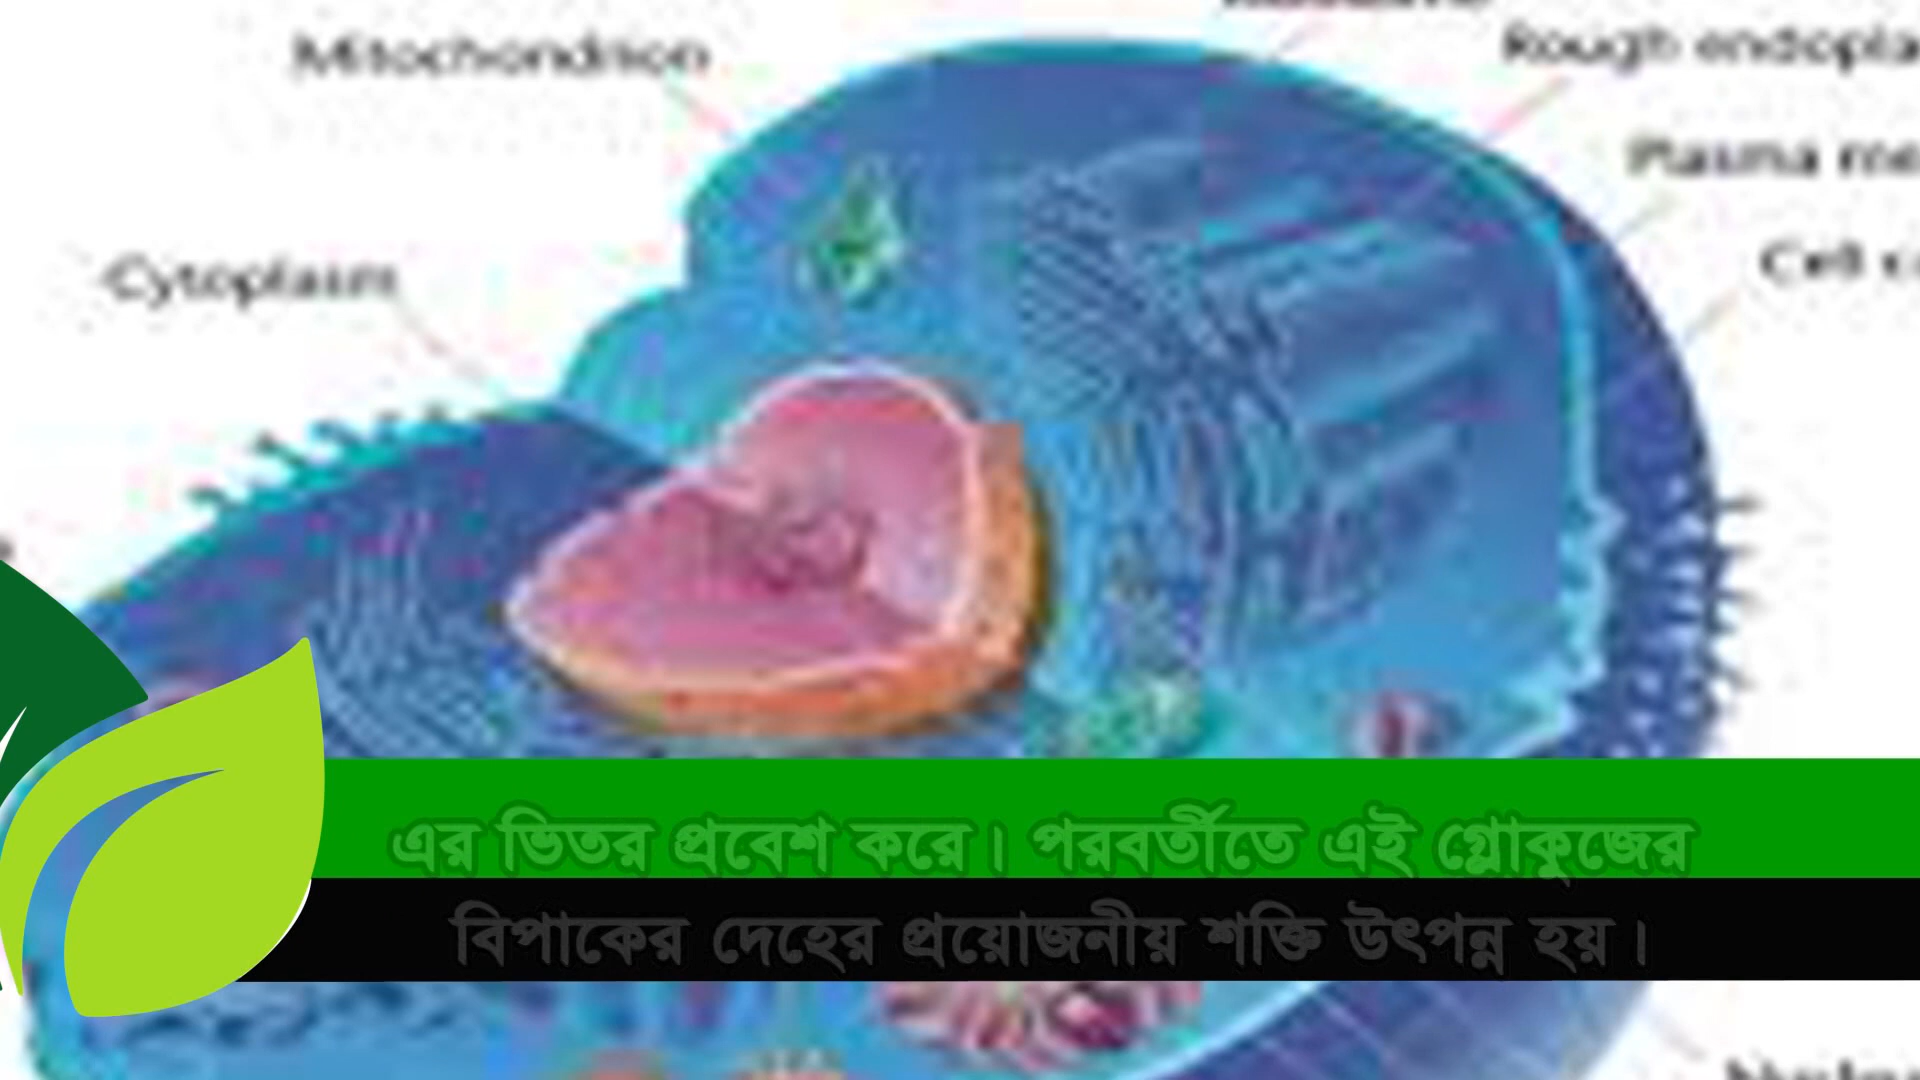 Mitochondrion
Rough endopla
Plasma me
Cytoplasm
Cell c
এর ভিতর প্রবেশ করে। পরবর্তীতে এই গ্লোকুজের
বিপাকের দেহের প্রয়োজনীয় শক্তি উৎপন্ন হয়।